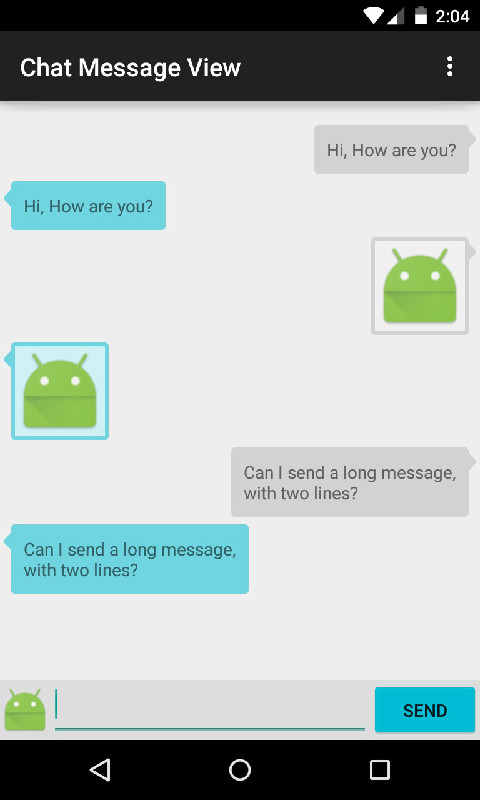 2:04
Chat Message View
Hi, How are you?
Hi, How are you?
Can I send a long message,
with two lines?
Can I send a long message,
with two lines?
SEND